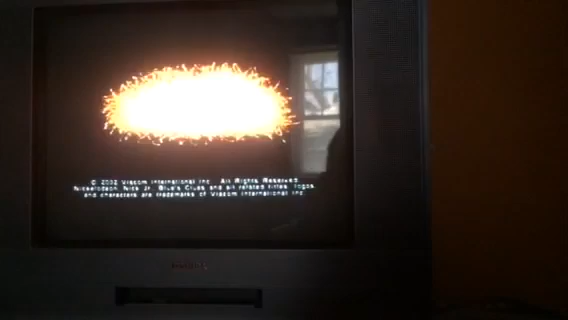 © 2002 Viacom International Inc. All Rights Reserved.
Nickelodeon, Nick Jr., Blue's Clues and all related titles, logos
and characters are trademarks of Viacom International Inc.